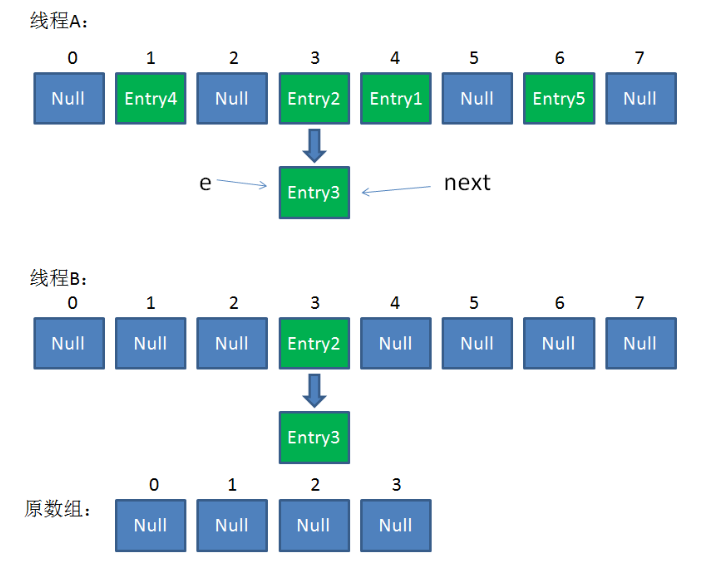 线程A：
0 1 2 3 4 5 6 7
Null Entry4 Null Entry2 Entry1 Null Entry5 Null
e Entry3 next
线程B：
0 1 2 3 4 5 6 7
Null Null Null Entry2 Null Null Null Null
Entry3
0 1 2 3
原数组： Null Null Null Null